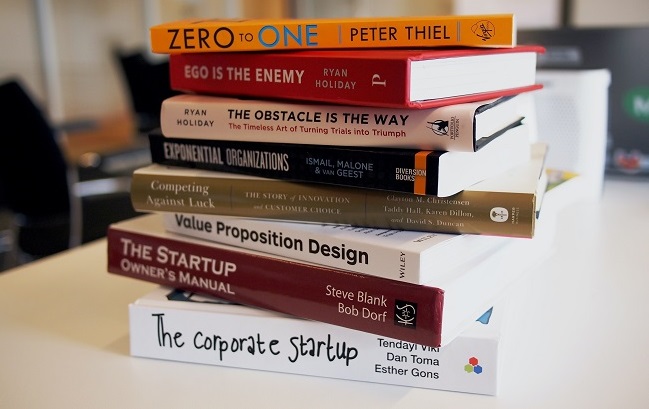 ZERO TO ONE | PETER THIEL
EGO IS THE ENEMY RYAN HOLIDAY P
RYAN HOLIDAY THE OBSTACLE IS THE WAY
The Timeless Art of Turning Trials into Triumph
PORTFOLIO PENGUIN
EXPONENTIAL ORGANIZATIONS ISMAIL, MALONE & VAN GEEST DIVERSION BOOKS
Competing Against Luck
THE STORY OF INNOVATION AND CUSTOMER CHOICE
Clayton M. Christensen
Taddy Hall, Karen Dillon,
and David S. Duncan
Value Proposition Design WILEY
THE STARTUP
OWNER'S MANUAL
Steve Blank
Bob Dorf
The corporate startup
Tendayi Viki
Dan Toma
Esther Gons